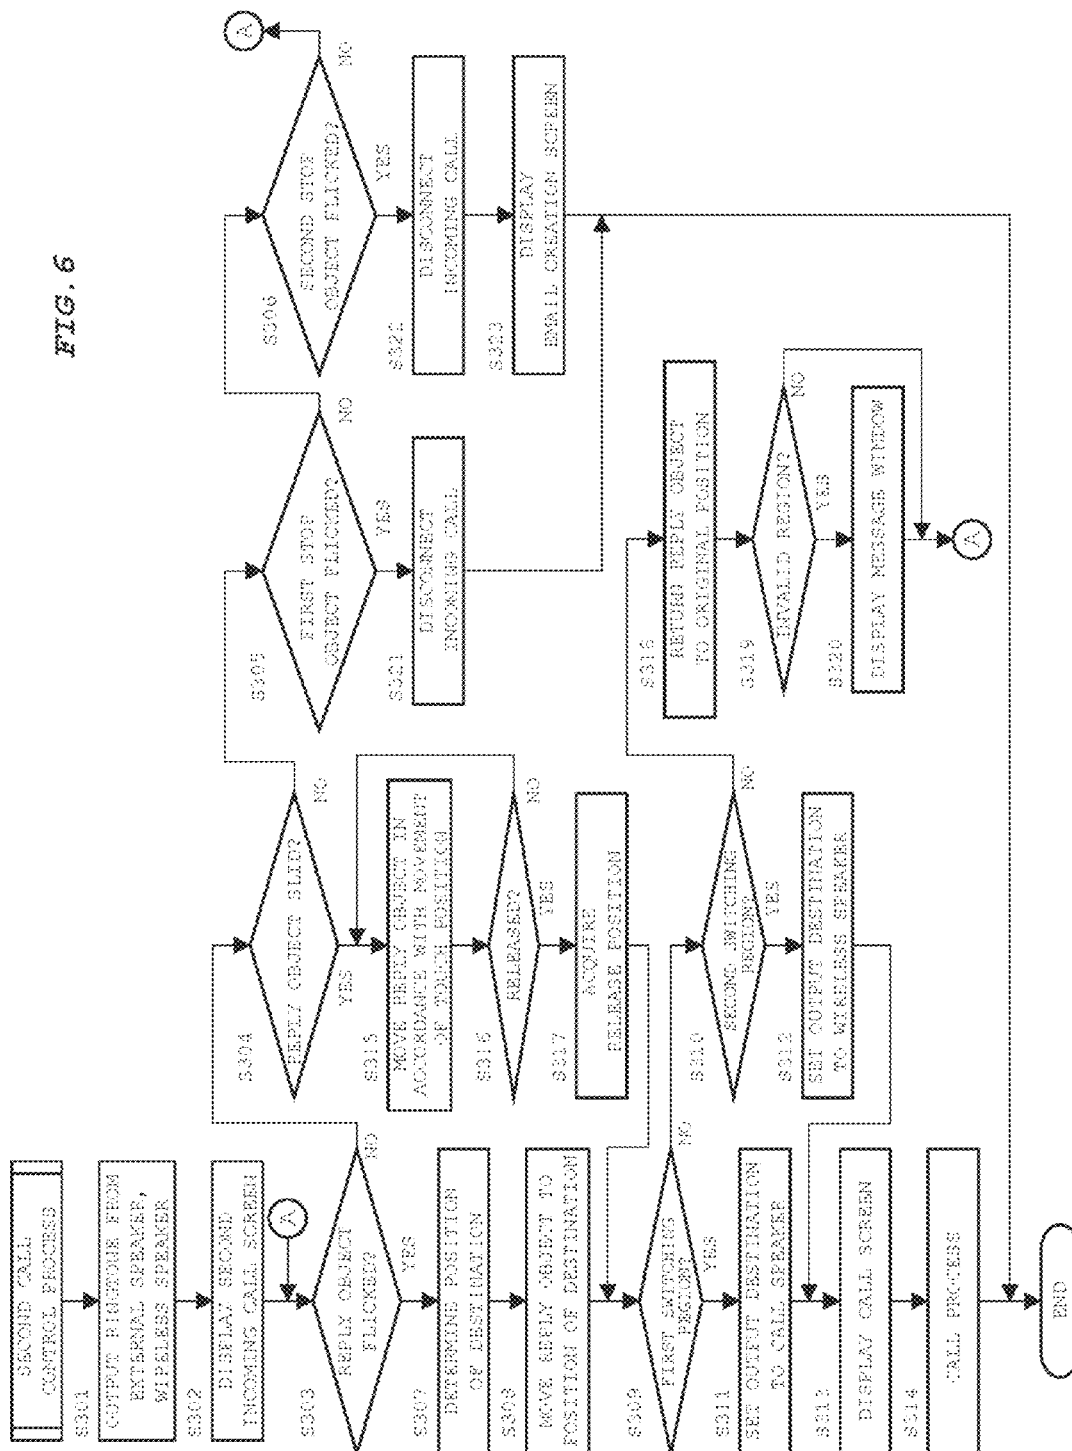 FIG. 6
SECOND CALL
CONTROL PROCESS
S301
OUTPUT RINGTONE FROM
EXTERNAL SPEAKER,
WIRELESS SPEAKER
S302
DISPLAY SECOND
INCOMING CALL SCREEN
A
S303
REPLY OBJECT
FLICKED?
NO
YES
S307
DETERMINE POSITION
OF DESTINATION
S308
MOVE REPLY OBJECT TO
POSITION OF DESTINATION
S309
FIRST SWITCHING
REGION?
NO
YES
S311
SET OUTPUT DESTINATION
TO CALL SPEAKER
S313
DISPLAY CALL SCREEN
S314
CALL PROCESS
END
S304
REPLY OBJECT SLID?
NO
YES
S315
MOVE REPLY OBJECT IN
ACCORDANCE WITH MOVEMENT
OF TOUCH POSITION
S316
RELEASED?
NO
YES
S317
ACQUIRE
RELEASE POSITION
S310
SECOND SWITCHING
REGION?
NO
YES
S312
SET OUTPUT DESTINATION
TO WIRELESS SPEAKER
S305
FIRST STOP
OBJECT FLICKED?
NO
YES
S321
DISCONNECT
INCOMING CALL
S318
RETURN REPLY OBJECT
TO ORIGINAL POSITION
S319
INVALID REGION?
NO
YES
S320
DISPLAY MESSAGE WINDOW
A
S306
SECOND STOP
OBJECT FLICKED?
NO
A
YES
S322
DISCONNECT
INCOMING CALL
S323
DISPLAY
EMAIL CREATION SCREEN